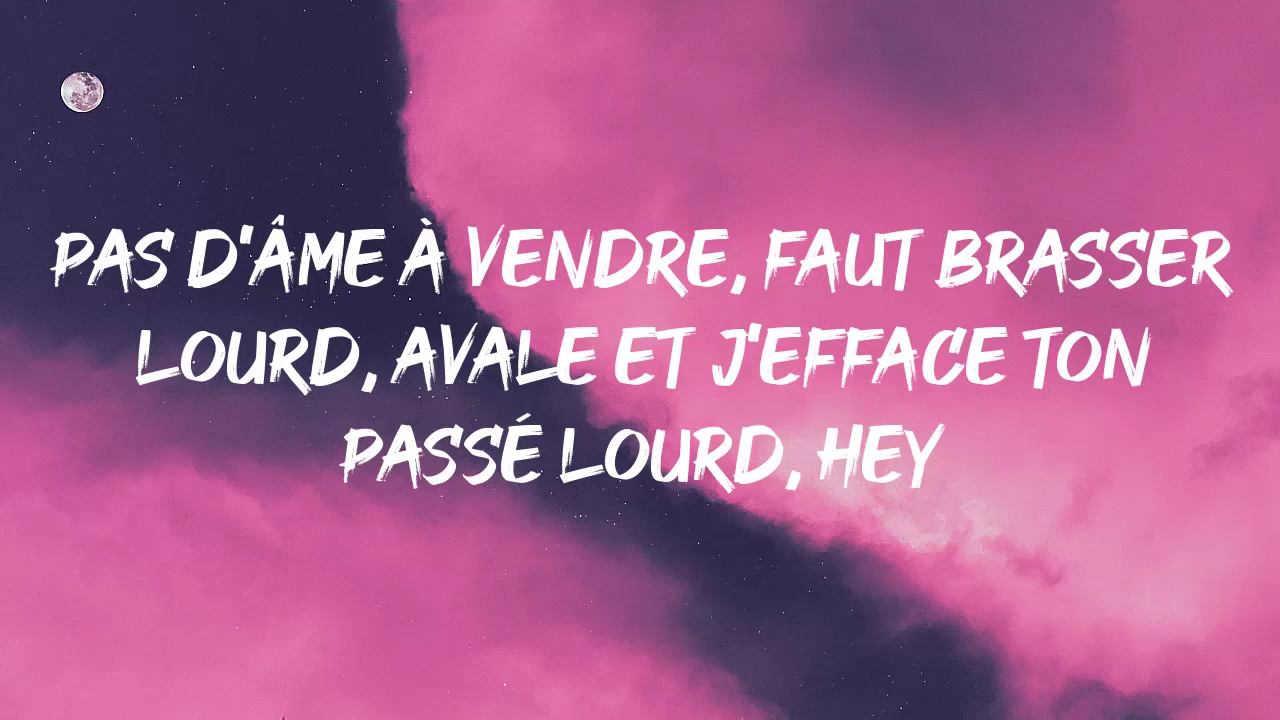 PAS D'ÂME À VENDRE, FAUT BRASSER
LOURD, AVALE ET J'EFFACE TON
PASSÉ LOURD, HEY